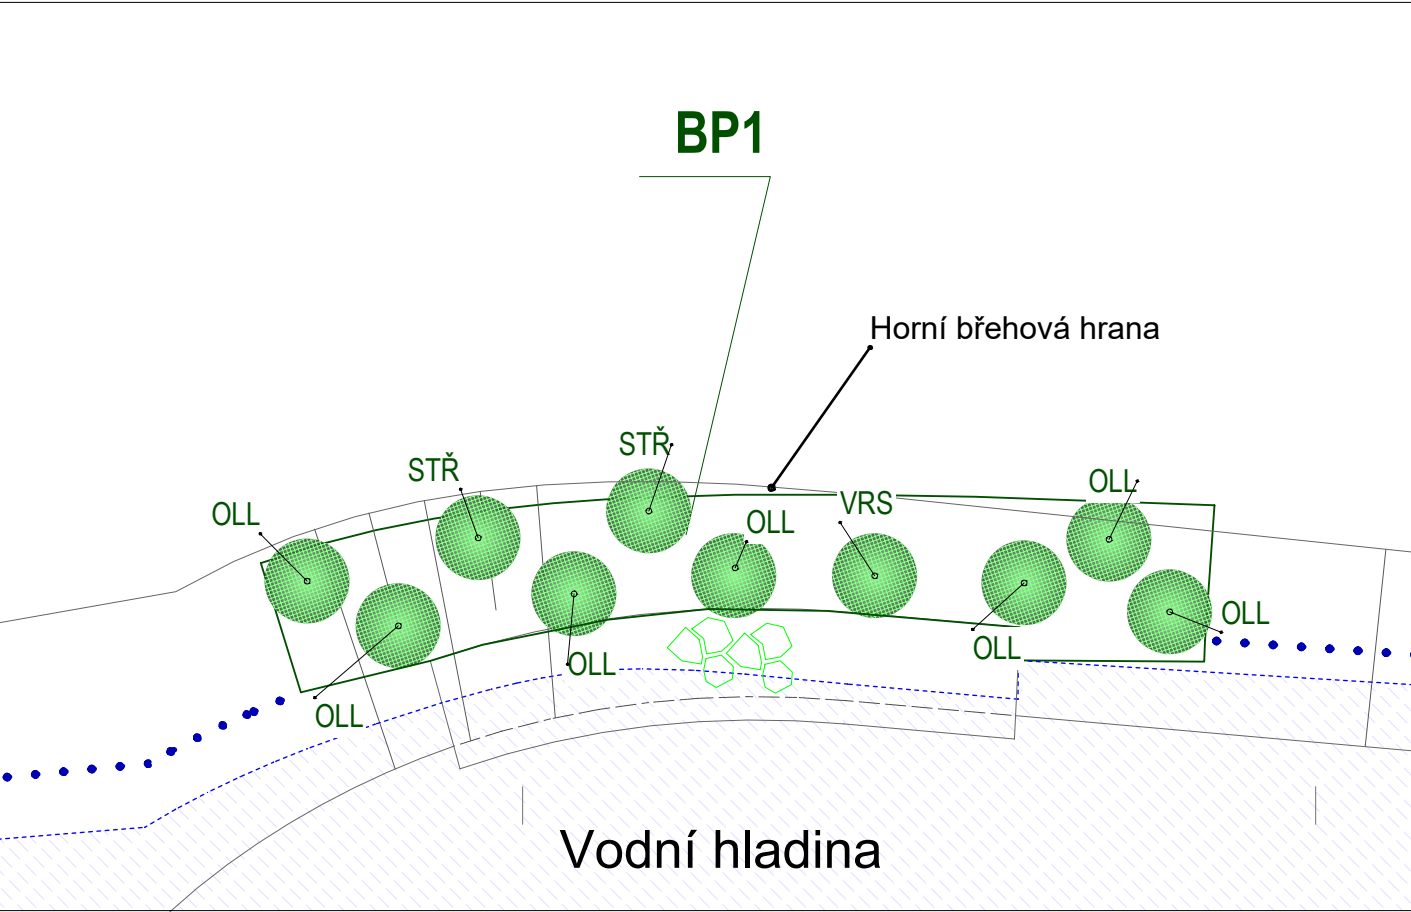 BP1
Horní břehová hrana
STŘ
STŘ
OLL
OLL
VRS
OLL
OLL
OLL
OLL
OLL
OLL
Vodní hladina